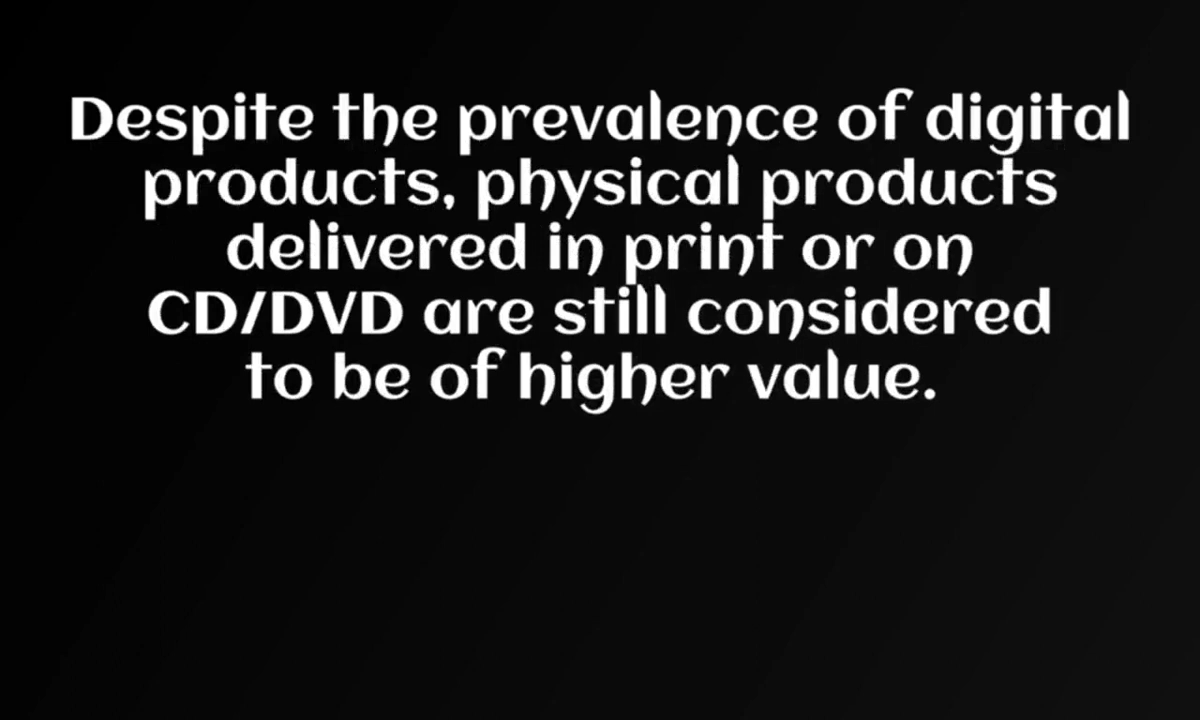 Despite the prevalence of digital
products, physical products
delivered in print or on
CD/DVD are still considered
to be of higher value.